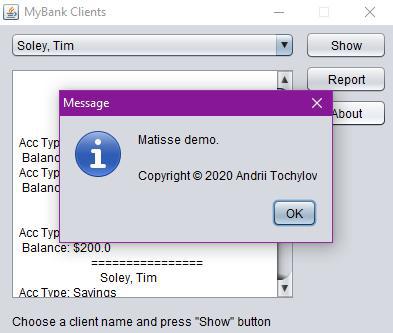 MyBank Clients
Soley, Tim
Show
Report
About
Message
Matisse demo.
Copyright © 2020 Andrii Tochylov
OK
Acc Typ
Balanc
Acc Typ
Balanc
Acc Typ
Balance: $200.0
================
Soley, Tim
Acc Type: Savings
Choose a client name and press "Show" button